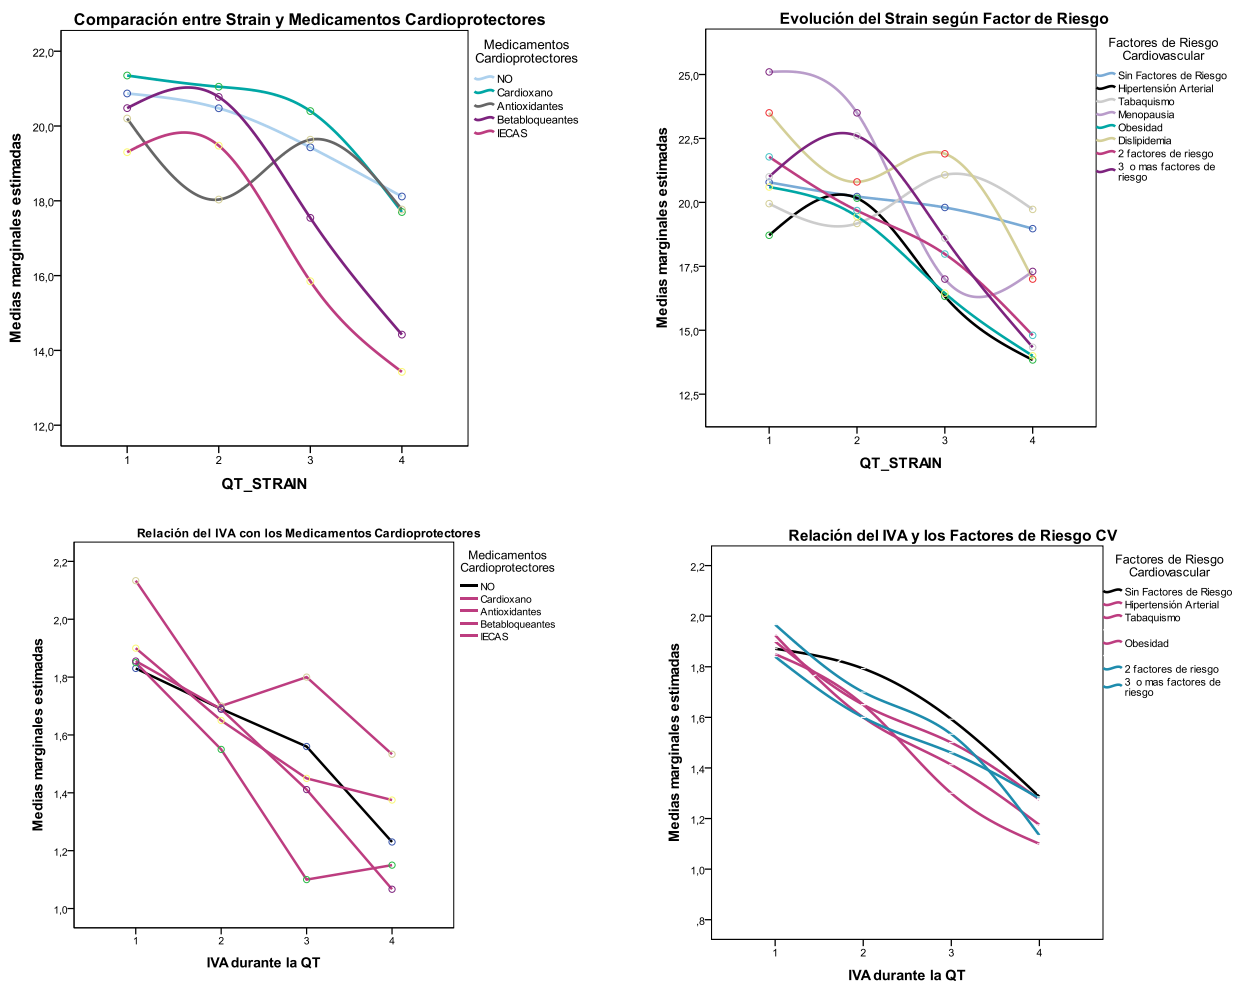 Comparación entre Strain y Medicamentos Cardioprotectores
Medicamentos
Cardioprotectores
NO
Cardioxano
Antioxidantes
Betabloqueantes
IECAS
Medias marginales estimadas
22,0
20,0
18,0
16,0
14,0
12,0
1
2
3
4
QT_STRAIN
Evolución del Strain según Factor de Riesgo
Factores de Riesgo
Cardiovascular
Sin Factores de Riesgo
Hipertensión Arterial
Tabaquismo
Menopausia
Obesidad
Dislipidemia
2 factores de riesgo
3 o mas factores de
riesgo
Medias marginales estimadas
25,0
22,5
20,0
17,5
15,0
12,5
1
2
3
4
QT_STRAIN
Relación del IVA con los Medicamentos Cardioprotectores
Medicamentos
Cardioprotectores
NO
Cardioxano
Antioxidantes
Betabloqueantes
IECAS
Medias marginales estimadas
2,2
2,0
1,8
1,6
1,4
1,2
1,0
1
2
3
4
IVA durante la QT
Relación del IVA y los Factores de Riesgo CV
Factores de Riesgo
Cardiovascular
Sin Factores de Riesgo
Hipertensión Arterial
Tabaquismo
Obesidad
2 factores de riesgo
3 o mas factores de
riesgo
Medias marginales estimadas
2,2
2,0
1,8
1,6
1,4
1,2
1,0
,8
1
2
3
4
IVA durante la QT